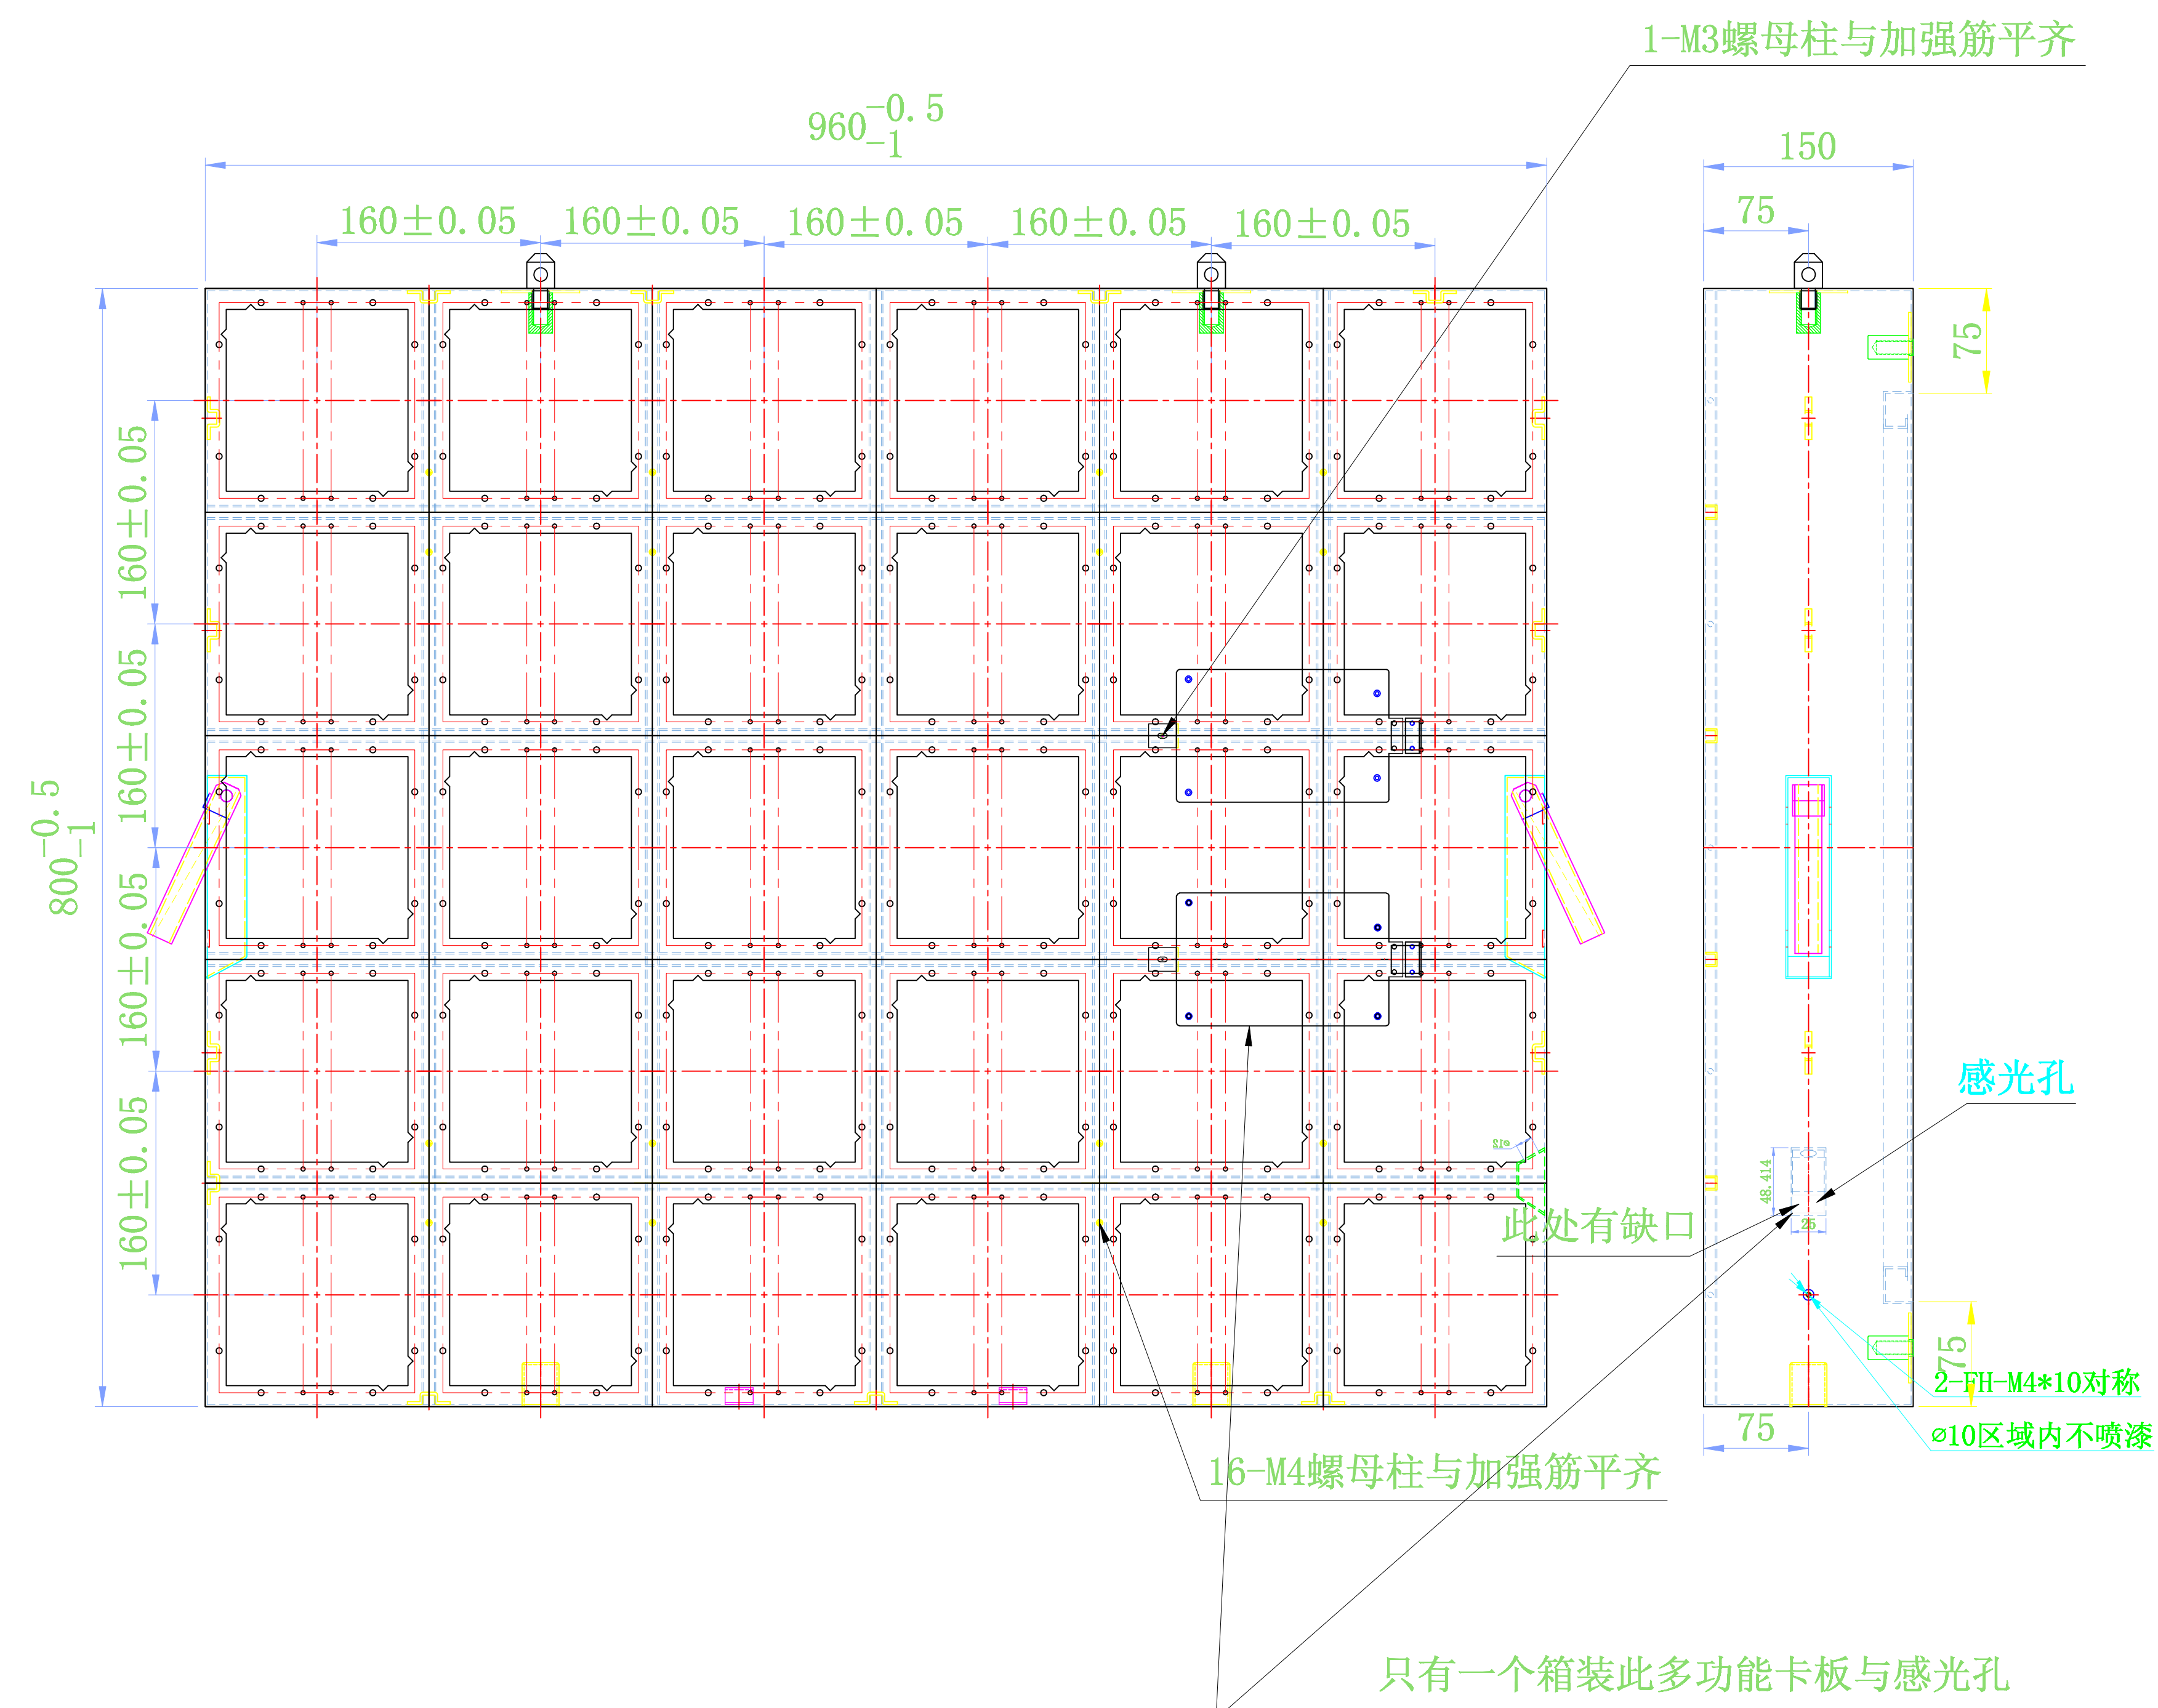 1-M3螺母柱与加强筋平齐
960 -0.5
-1
150
160±0.05 160±0.05 160±0.05 160±0.05 160±0.05
75
75
160±0.05
160±0.05
160±0.05
160±0.05
800 -0.5
-1
感光孔
ø12
48.414
25
此处有缺口
75
2-FH-M4*10对称
75
ø10区域内不喷漆
16-M4螺母柱与加强筋平齐
只有一个箱装此多功能卡板与感光孔